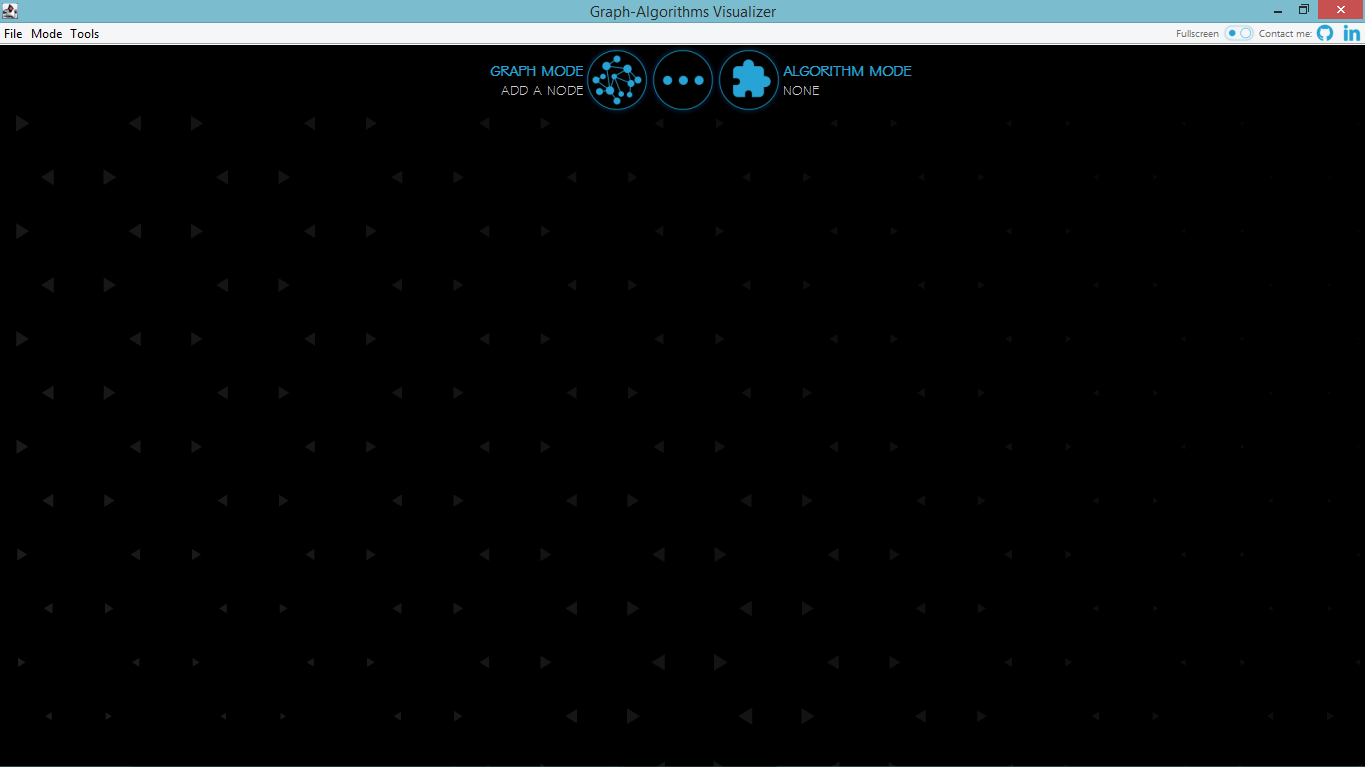 Graph-Algorithms Visualizer
File Mode Tools Fullscreen Contact me:
GRAPH MODE ALGORITHM MODE
ADD A NODE NONE